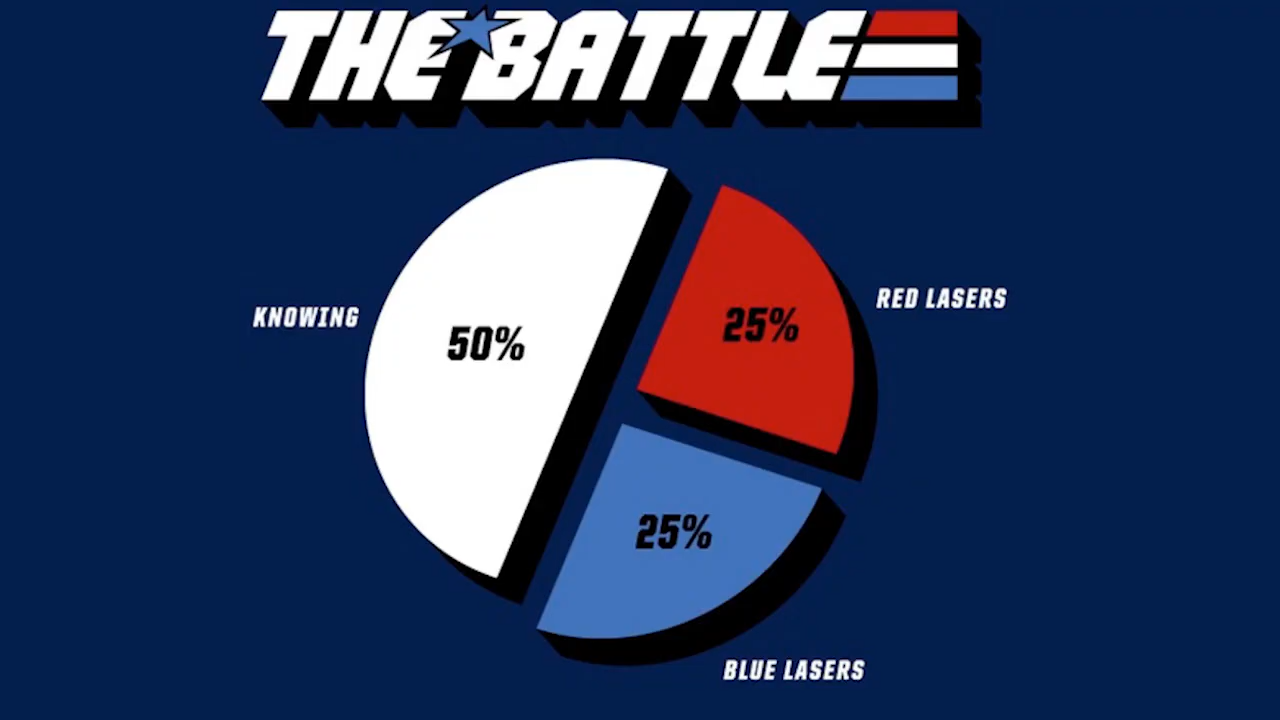 THE BATTLE
KNOWING
50%
25%
RED LASERS
25%
BLUE LASERS